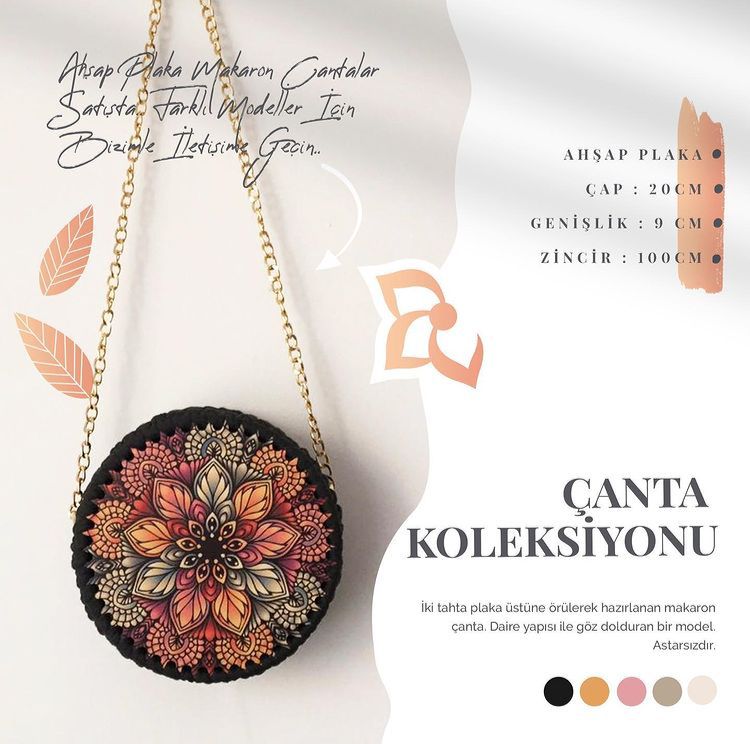 Ahşap Plaka Makaron Çantalar
Satışta.. Farklı Modeller İçin
Bizimle İletişime Geçin..
AHŞAP PLAKA
ÇAP : 20CM
GENİŞLİK : 9 CM
ZİNCİR : 100CM
ÇANTA
KOLEKSİYONU
İki tahta plaka üstüne örülerek hazırlanan makaron
çanta. Daire yapısı ile göz dolduran bir model.
Astarsızdır.